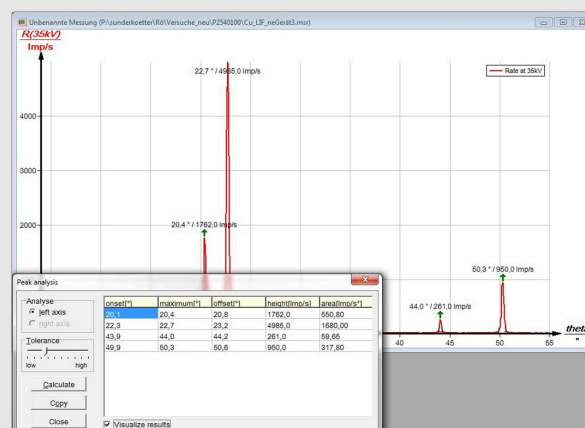 Unbenannte Messung (P:\sunderkoetter\Rö\Versuche_neu\P2540100\Cu_LIF_neGerät3.msr)
R(35kV)
Imp/s
22,7 ° / 4985,0 Imp/s
Rate at 35kV
4000
3000
2000
20,4 ° / 1762,0 Imp/s
50,3 ° / 950,0 Imp/s
44,0 ° / 261,0 Imp/s
theta
°
40 45 50 55
Peak analysis
Analyse
left axis
right axis
Tolerance
low high
Calculate
Copy
Close
onset[°] maximum[°] offset[°] height[Imp/s] area[Imp/s*°]
20,1 20,4 20,8 1762,0 550,80
22,3 22,7 23,2 4985,0 1680,00
43,9 44,0 44,2 261,0 59,65
49,9 50,3 50,6 950,0 317,80
Visualize results